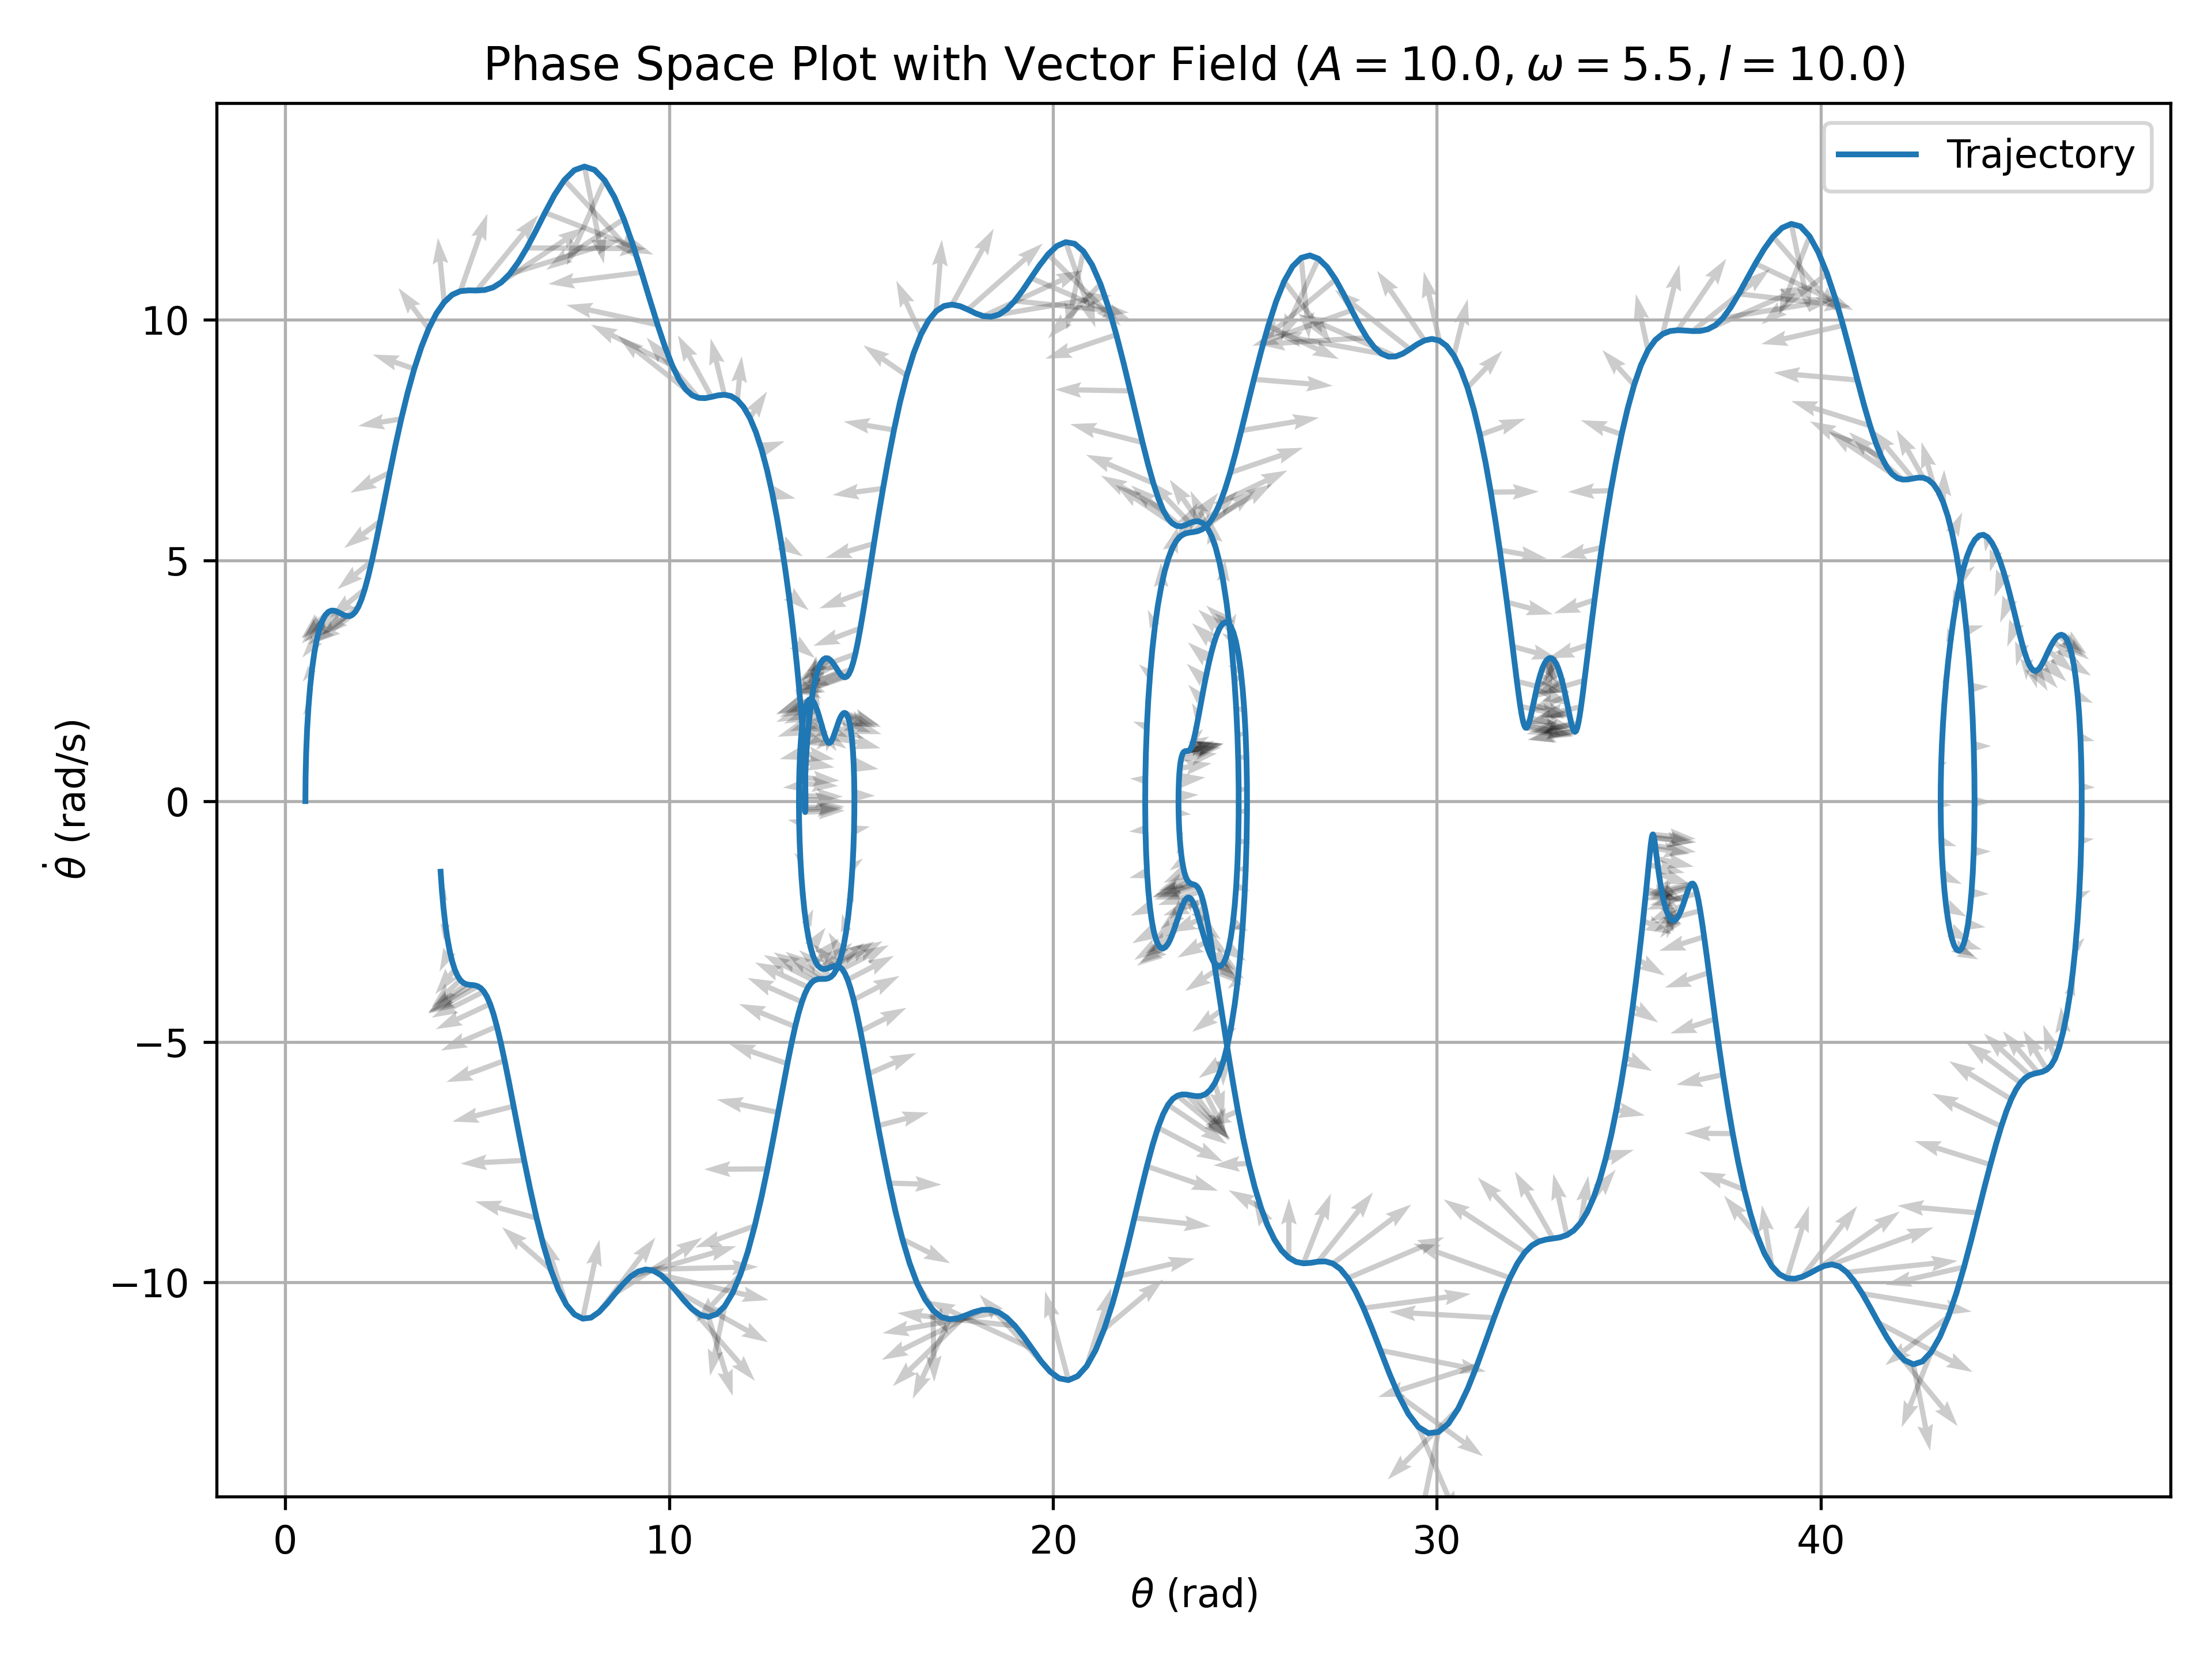 Phase Space Plot with Vector Field (A = 10.0, ω = 5.5, l = 10.0)
Trajectory
10
5
0
−5
−10
θ̇ (rad/s)
0 10 20 30 40
θ (rad)